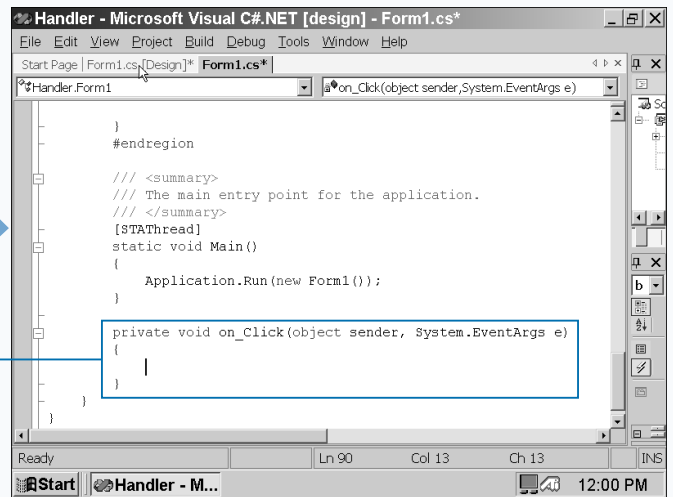 Handler - Microsoft Visual C#.NET [design] - Form1.cs*
File Edit View Project Build Debug Tools Window Help
Start Page Form1.cs [Design]* Form1.cs*
Handler.Form1 on_Click(object sender,System.EventArgs e)
}
#endregion
/// <summary>
/// The main entry point for the application.
/// </summary>
[STAThread]
static void Main()
{
Application.Run(new Form1());
}
private void on_Click(object sender, System.EventArgs e)
{
}
}
}
Ready Ln 90 Col 13 Ch 13 INS
Start Handler - M... 12:00 PM